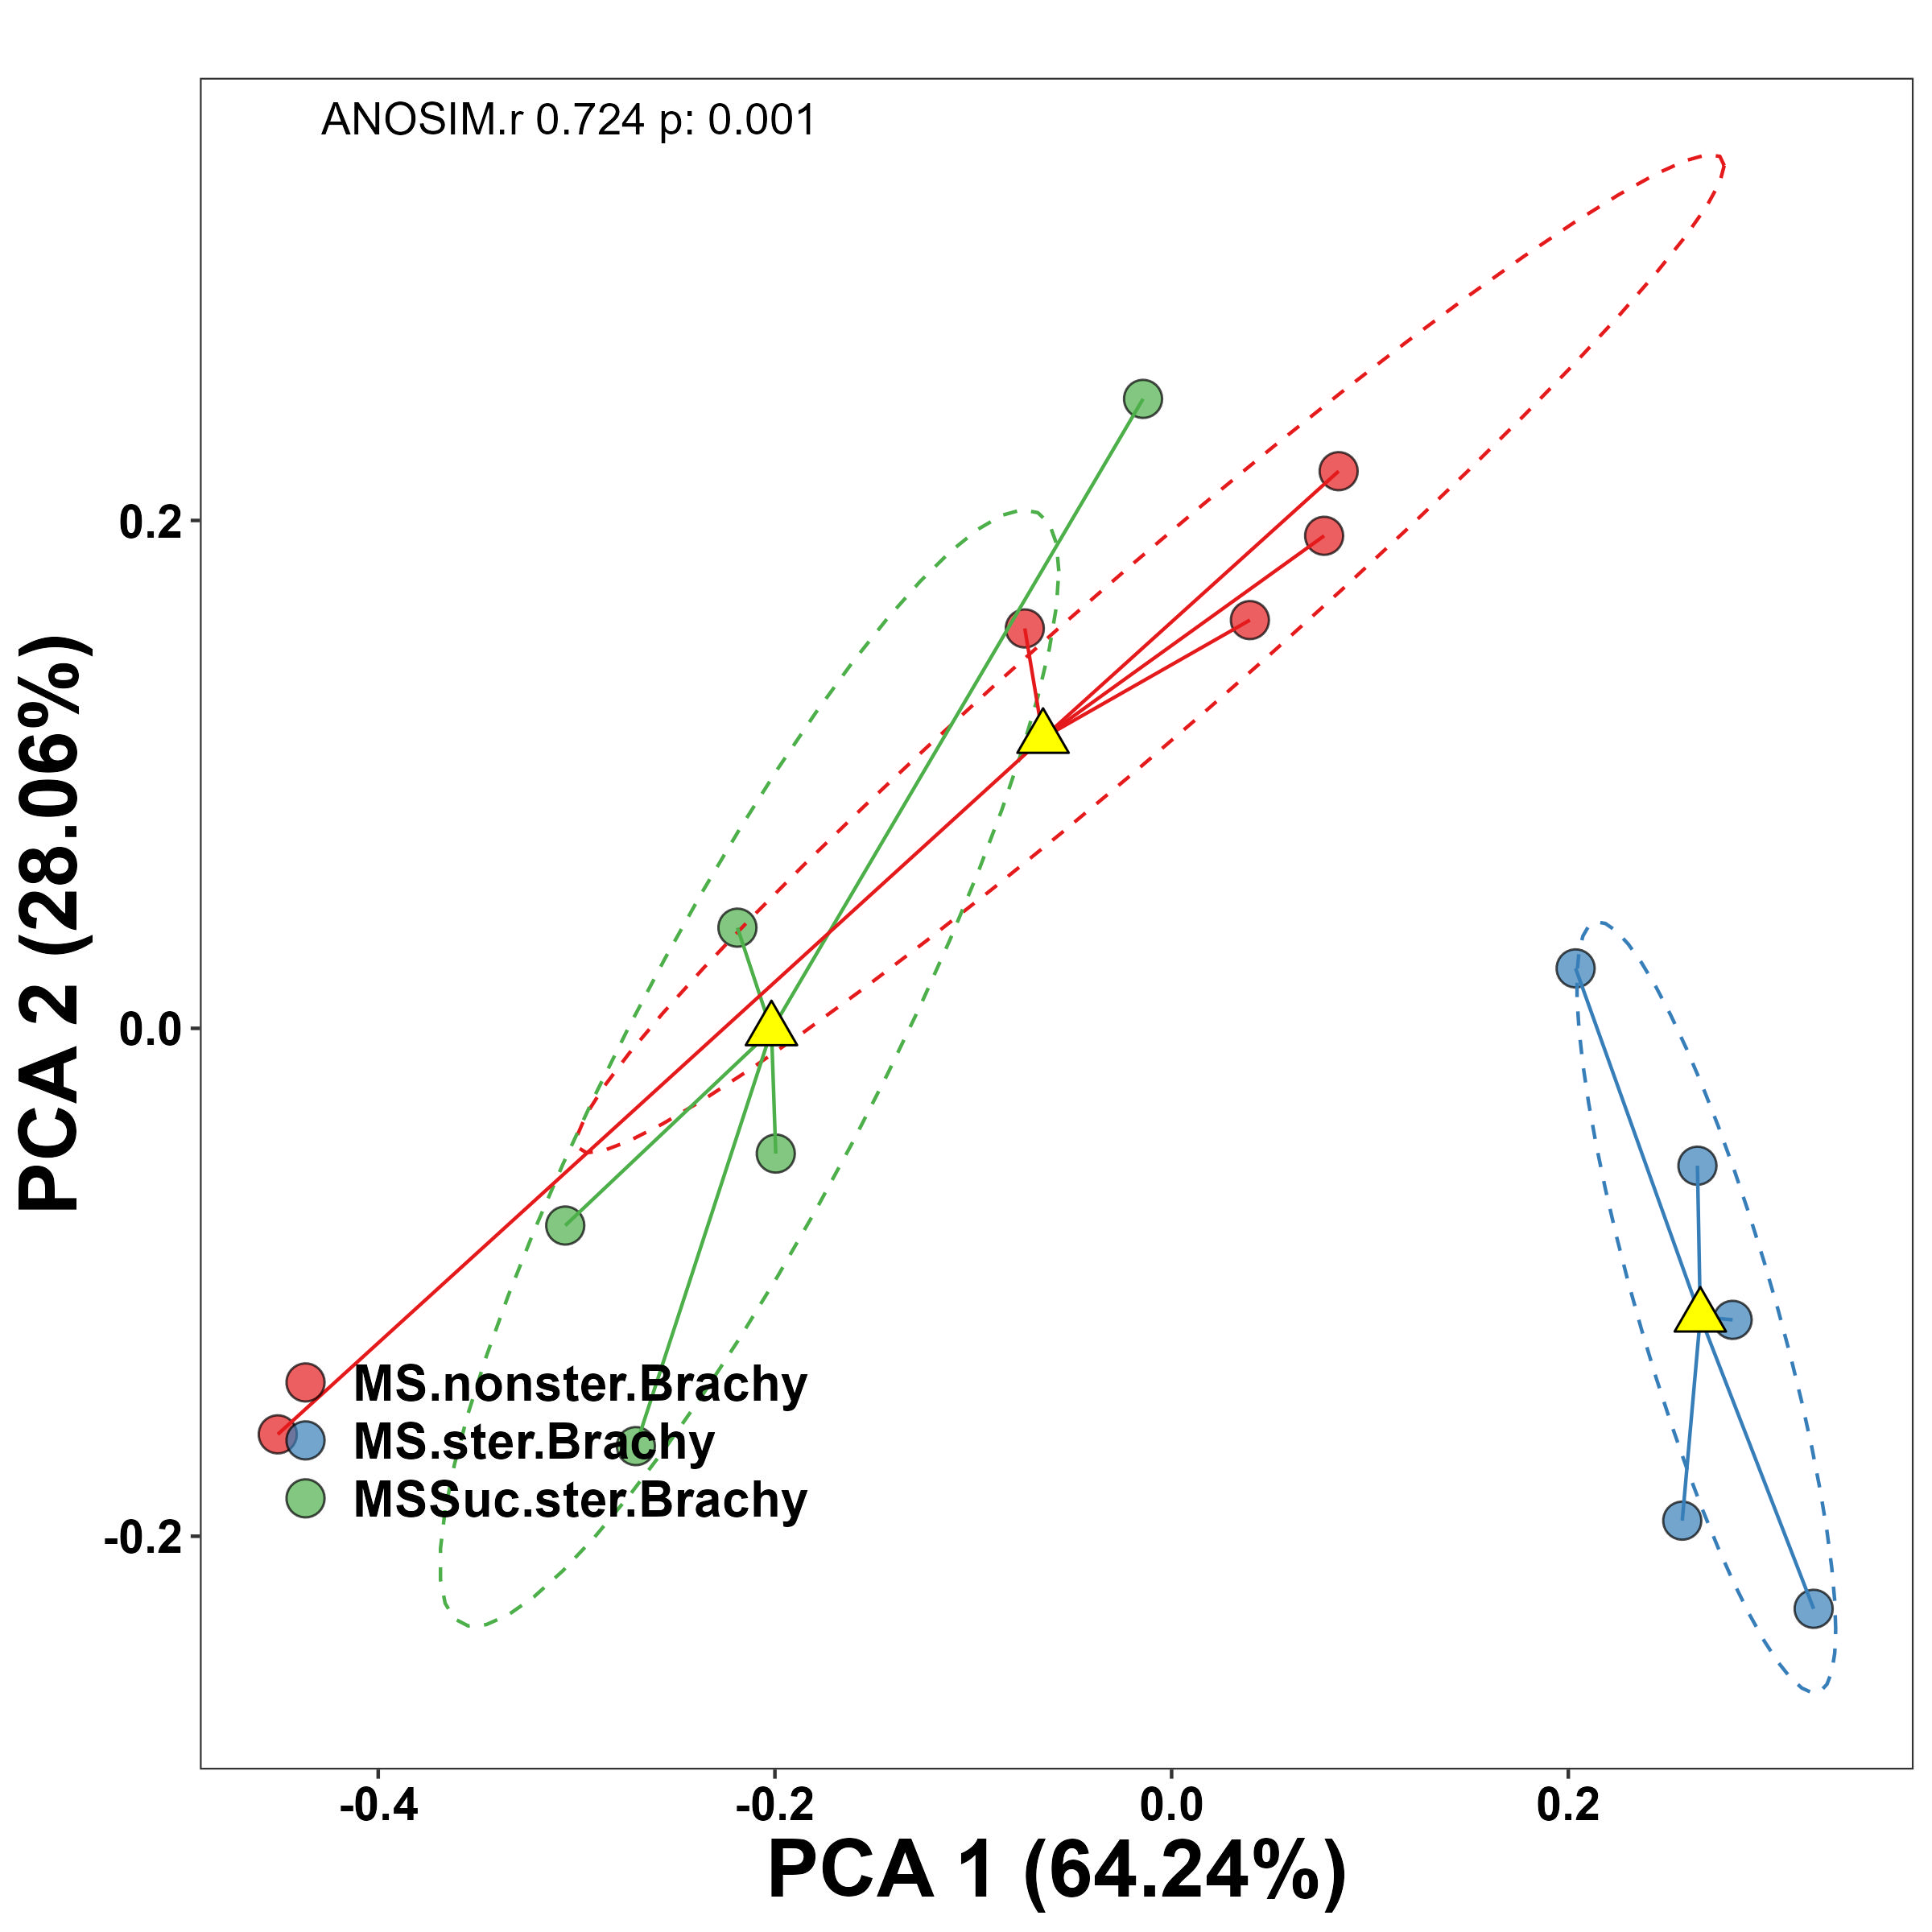 ANOSIM.r 0.724 p: 0.001
PCA 2 (28.06%)
0.2
0.0
-0.2
MS.nonster.Brachy
MS.ster.Brachy
MSSuc.ster.Brachy
-0.4
-0.2
0.0
0.2
PCA 1 (64.24%)